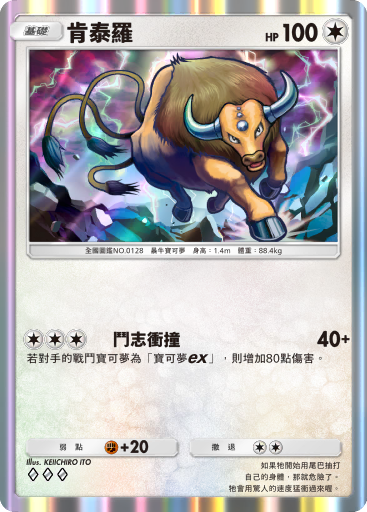 基礎 肯泰羅 HP 100
全國圖鑑NO.0128 暴牛寶可夢 身高：1.4m 體重：88.4kg
鬥志衝撞 40+
若對手的戰鬥寶可夢為「寶可夢ex」，則增加80點傷害。
弱點 +20 撤退
Illus. KEIICHIRO ITO
如果牠開始用尾巴抽打
自己的身體，那就危險了。
牠會用驚人的速度猛衝過來喔。